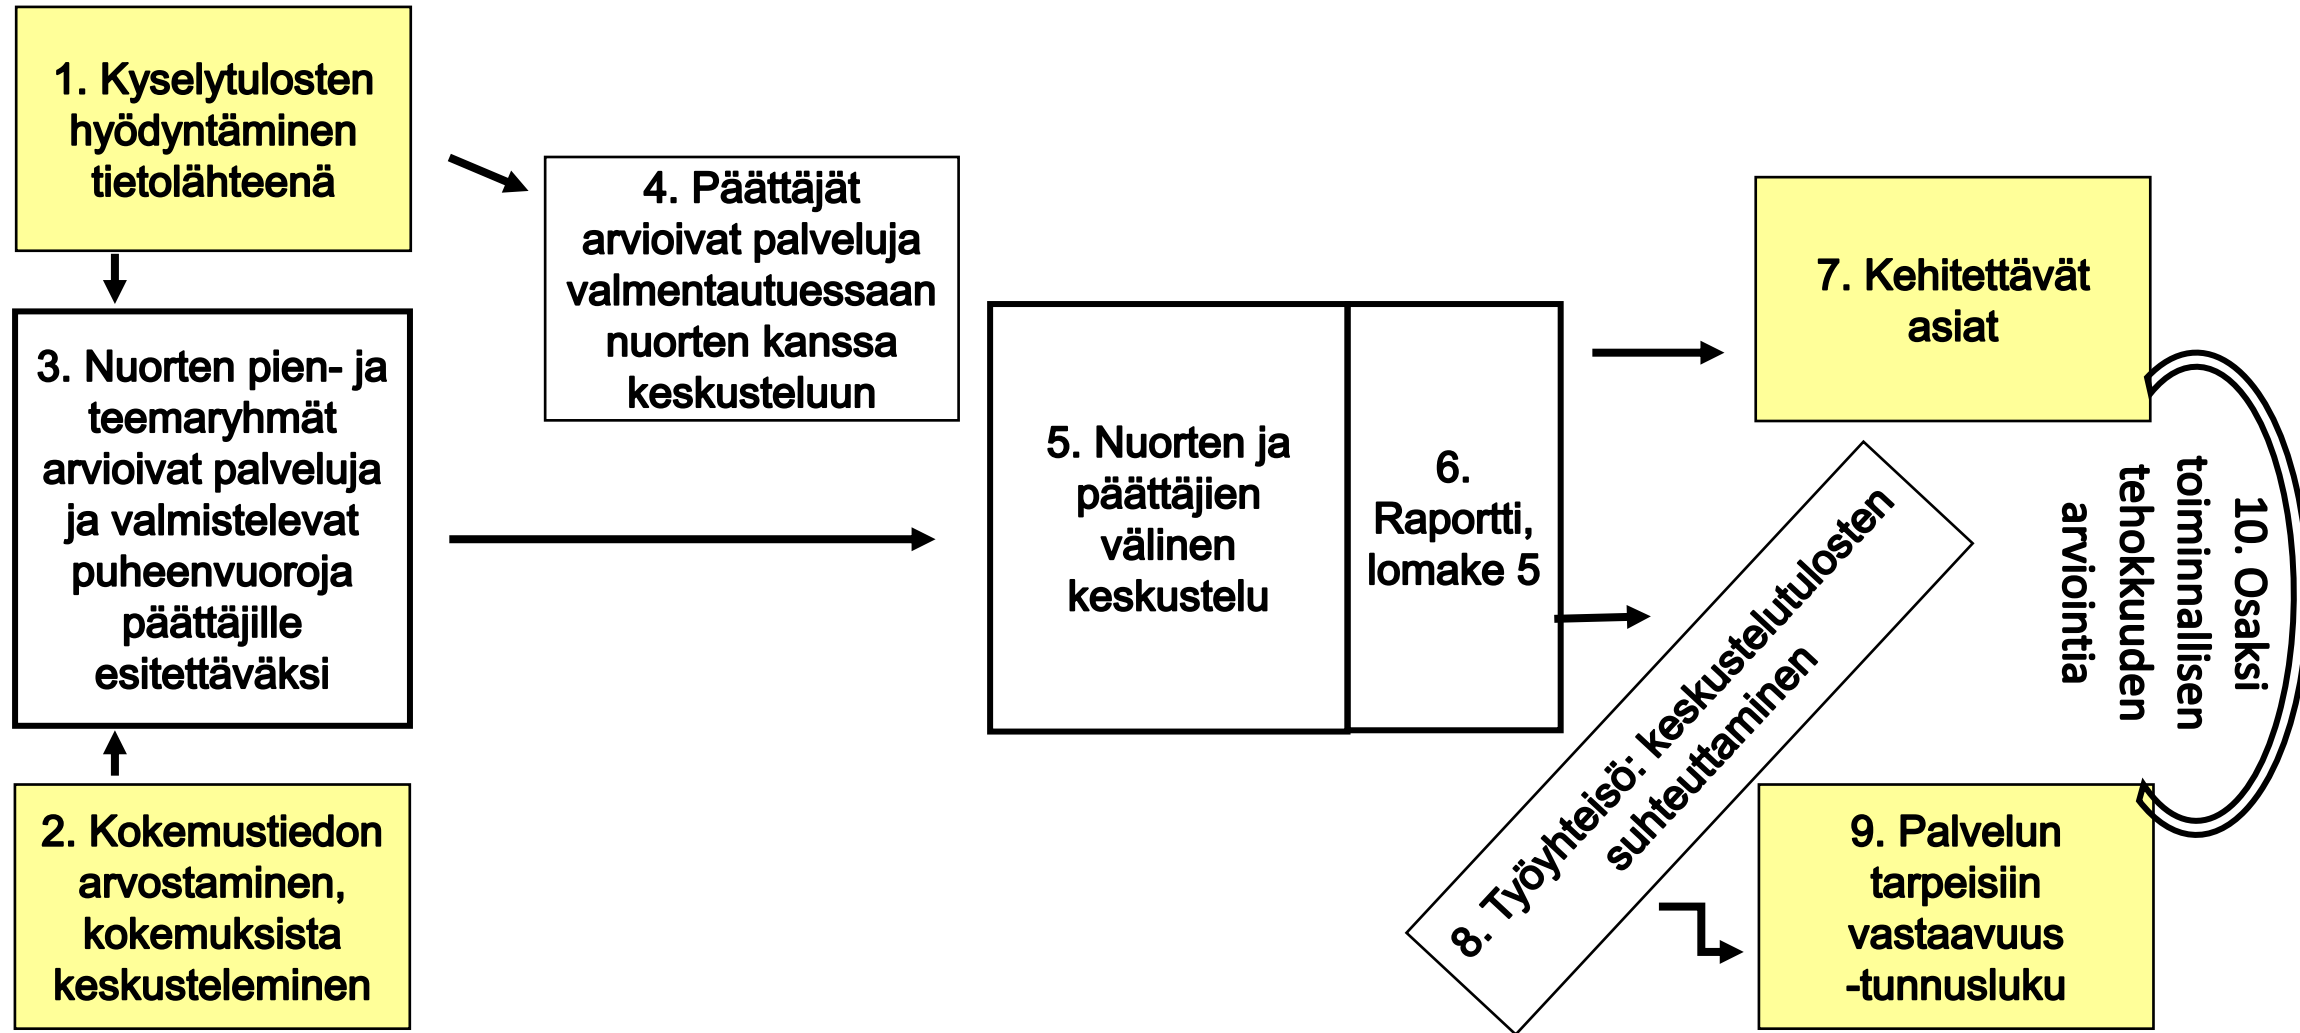 1. Kyselytulosten
hyödyntäminen
tietolähteenä
2. Kokemustiedon
arvostaminen,
kokemuksista
keskusteleminen
3. Nuorten pien- ja
teemaryhmät
arvioivat palveluja
ja valmistelevat
puheenvuoroja
päättäjille
esitettäväksi
4. Päättäjät
arvioivat palveluja
valmentautuessaan
nuorten kanssa
keskusteluun
5. Nuorten ja
päättäjien
välinen
keskustelu
6.
Raportti,
lomake 5
7. Kehitettävät
asiat
8. Työyhteisö: keskustelutulosten
suhteuttaminen
9. Palvelun
tarpeisiin
vastaavuus
-tunnusluku
10. Osaksi
toiminnallisen
tehokkuuden
arviointia